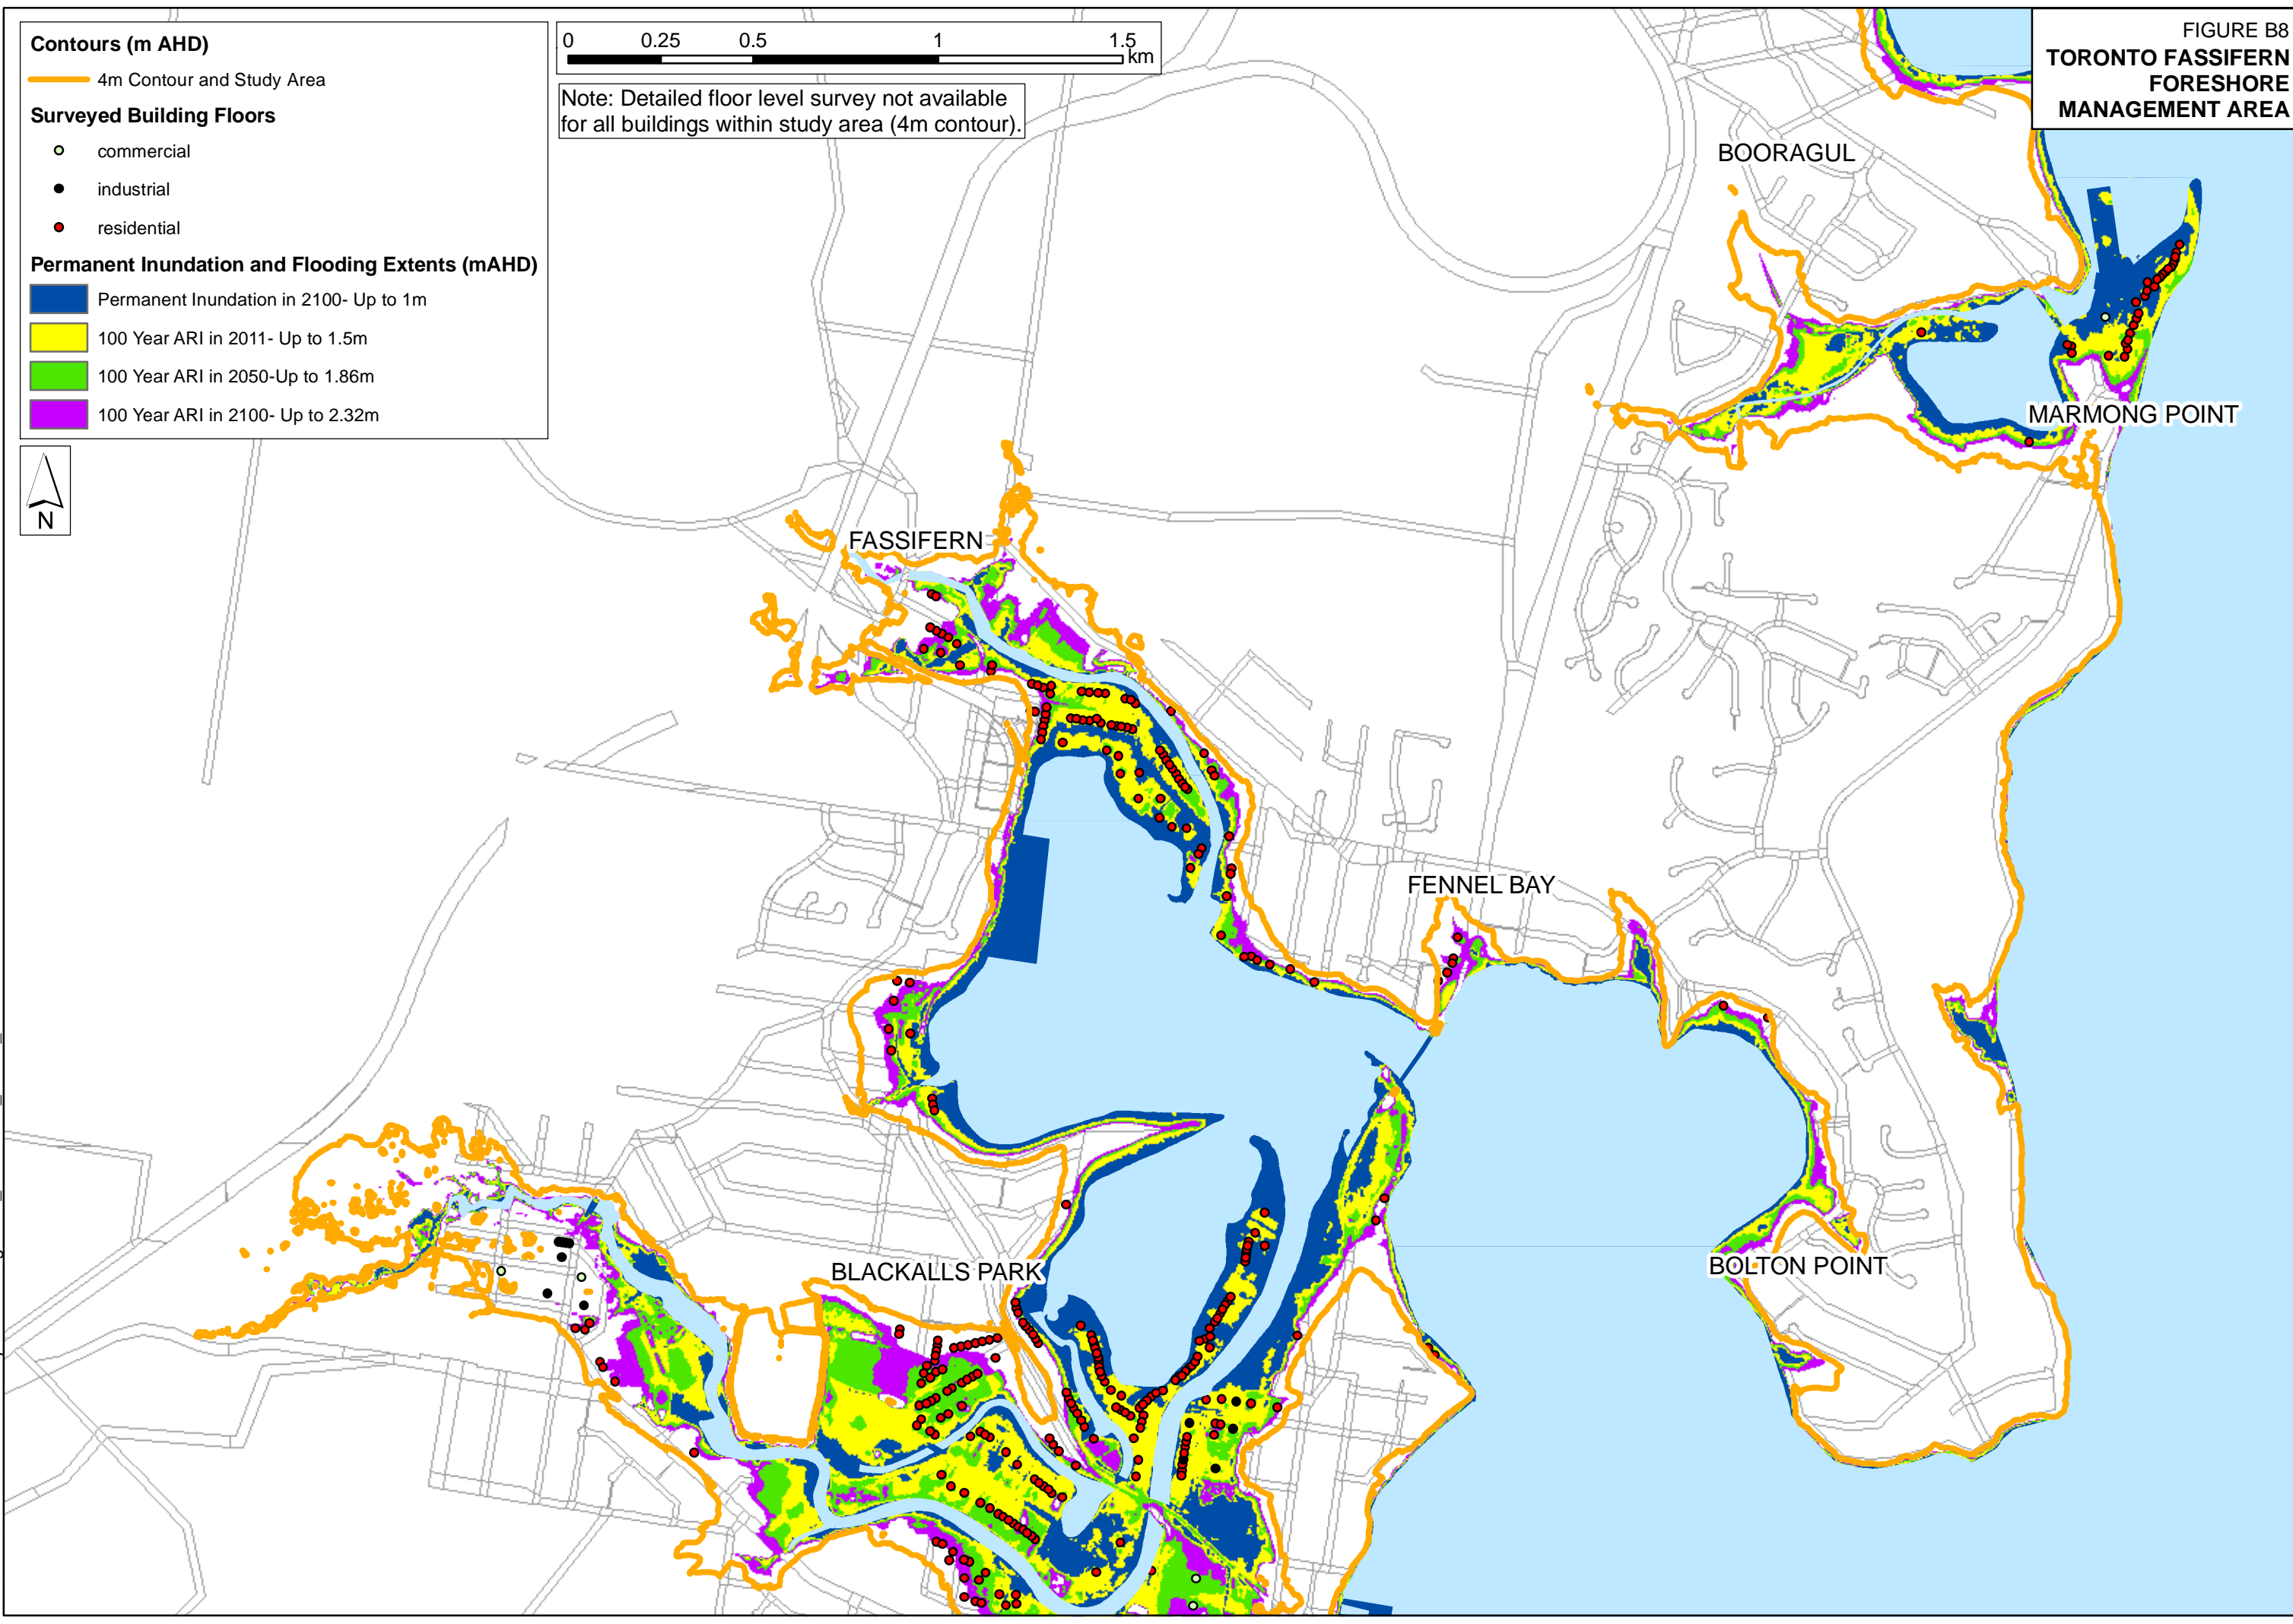 Contours (m AHD)
4m Contour and Study Area
Surveyed Building Floors
commercial
industrial
residential
Permanent Inundation and Flooding Extents (mAHD)
Permanent Inundation in 2100- Up to 1m
100 Year ARI in 2011- Up to 1.5m
100 Year ARI in 2050-Up to 1.86m
100 Year ARI in 2100- Up to 2.32m
N
0 0.25 0.5 1 1.5
km
Note: Detailed floor level survey not available
for all buildings within study area (4m contour).
FIGURE B8
TORONTO FASSIFERN
FORESHORE
MANAGEMENT AREA
BOORAGUL
MARMONG POINT
FASSIFERN
FENNEL BAY
BLACKALLS PARK
BOLTON POINT